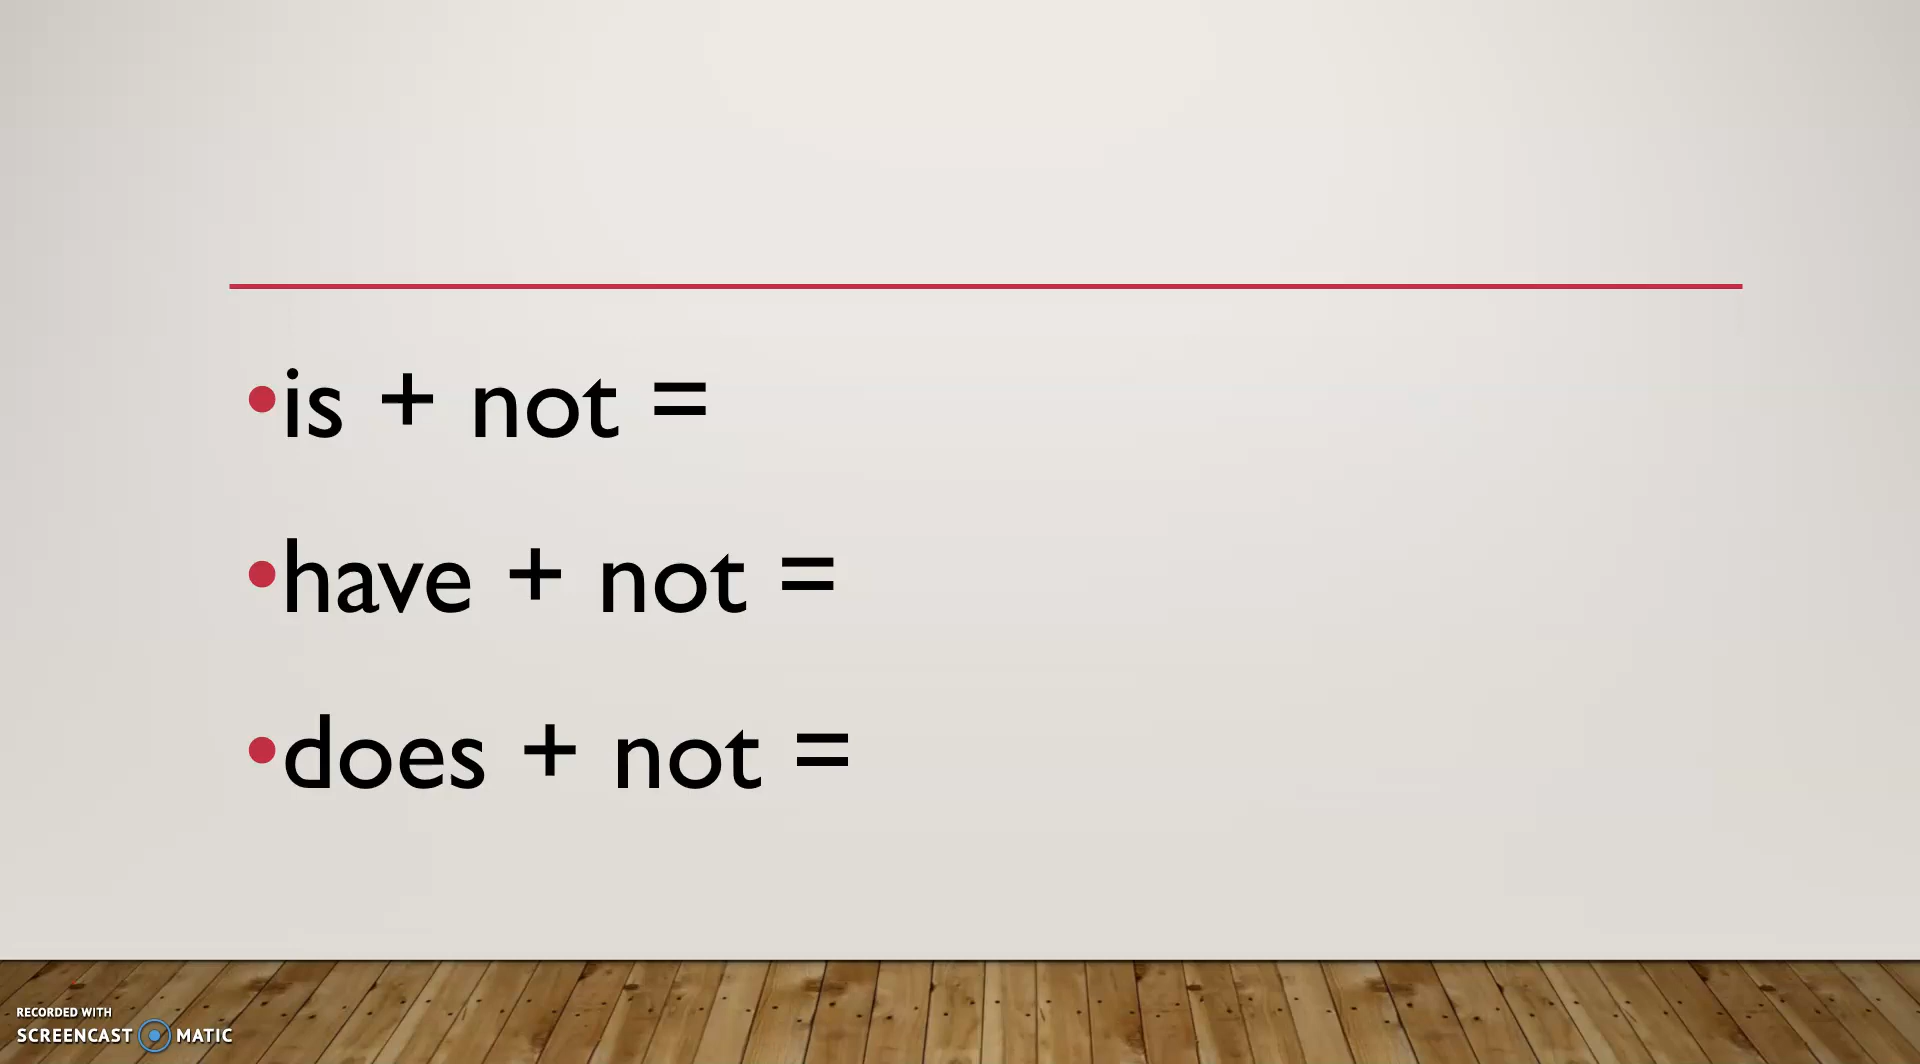 •is + not =
•have + not =
•does + not =
RECORDED WITH
SCREENCAST MATIC